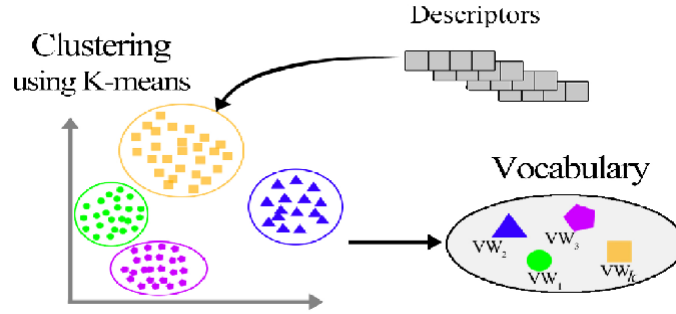 Descriptors
Clustering
using K-means
Vocabulary
VW2
VW3
VW1
VWk